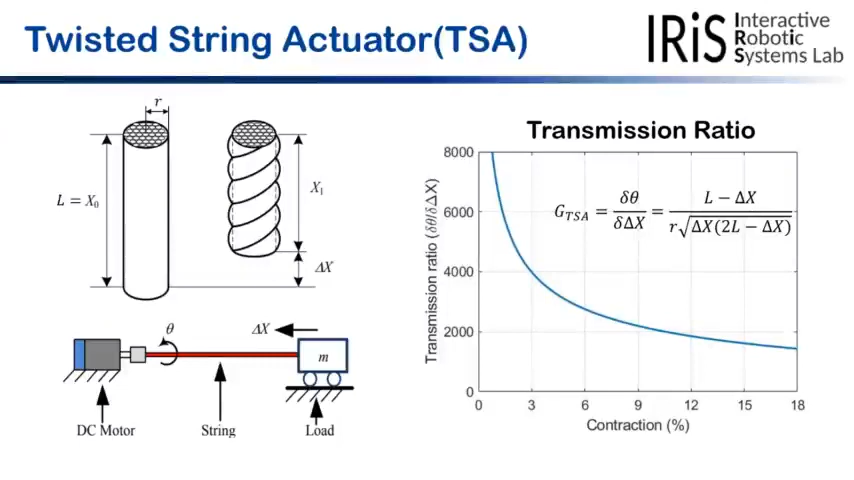 Twisted String Actuator(TSA)
IRiS Interactive
Robotic
Systems Lab
r
L = X₀
X₁
ΔX
θ
ΔX
m
DC Motor
String
Load
Transmission Ratio
Transmission ratio (δθ/δΔX)
8000
6000
4000
2000
0
G_TSA = δθ/δΔX = (L − ΔX)/(r√(ΔX(2L − ΔX)))
0 3 6 9 12 15 18
Contraction (%)